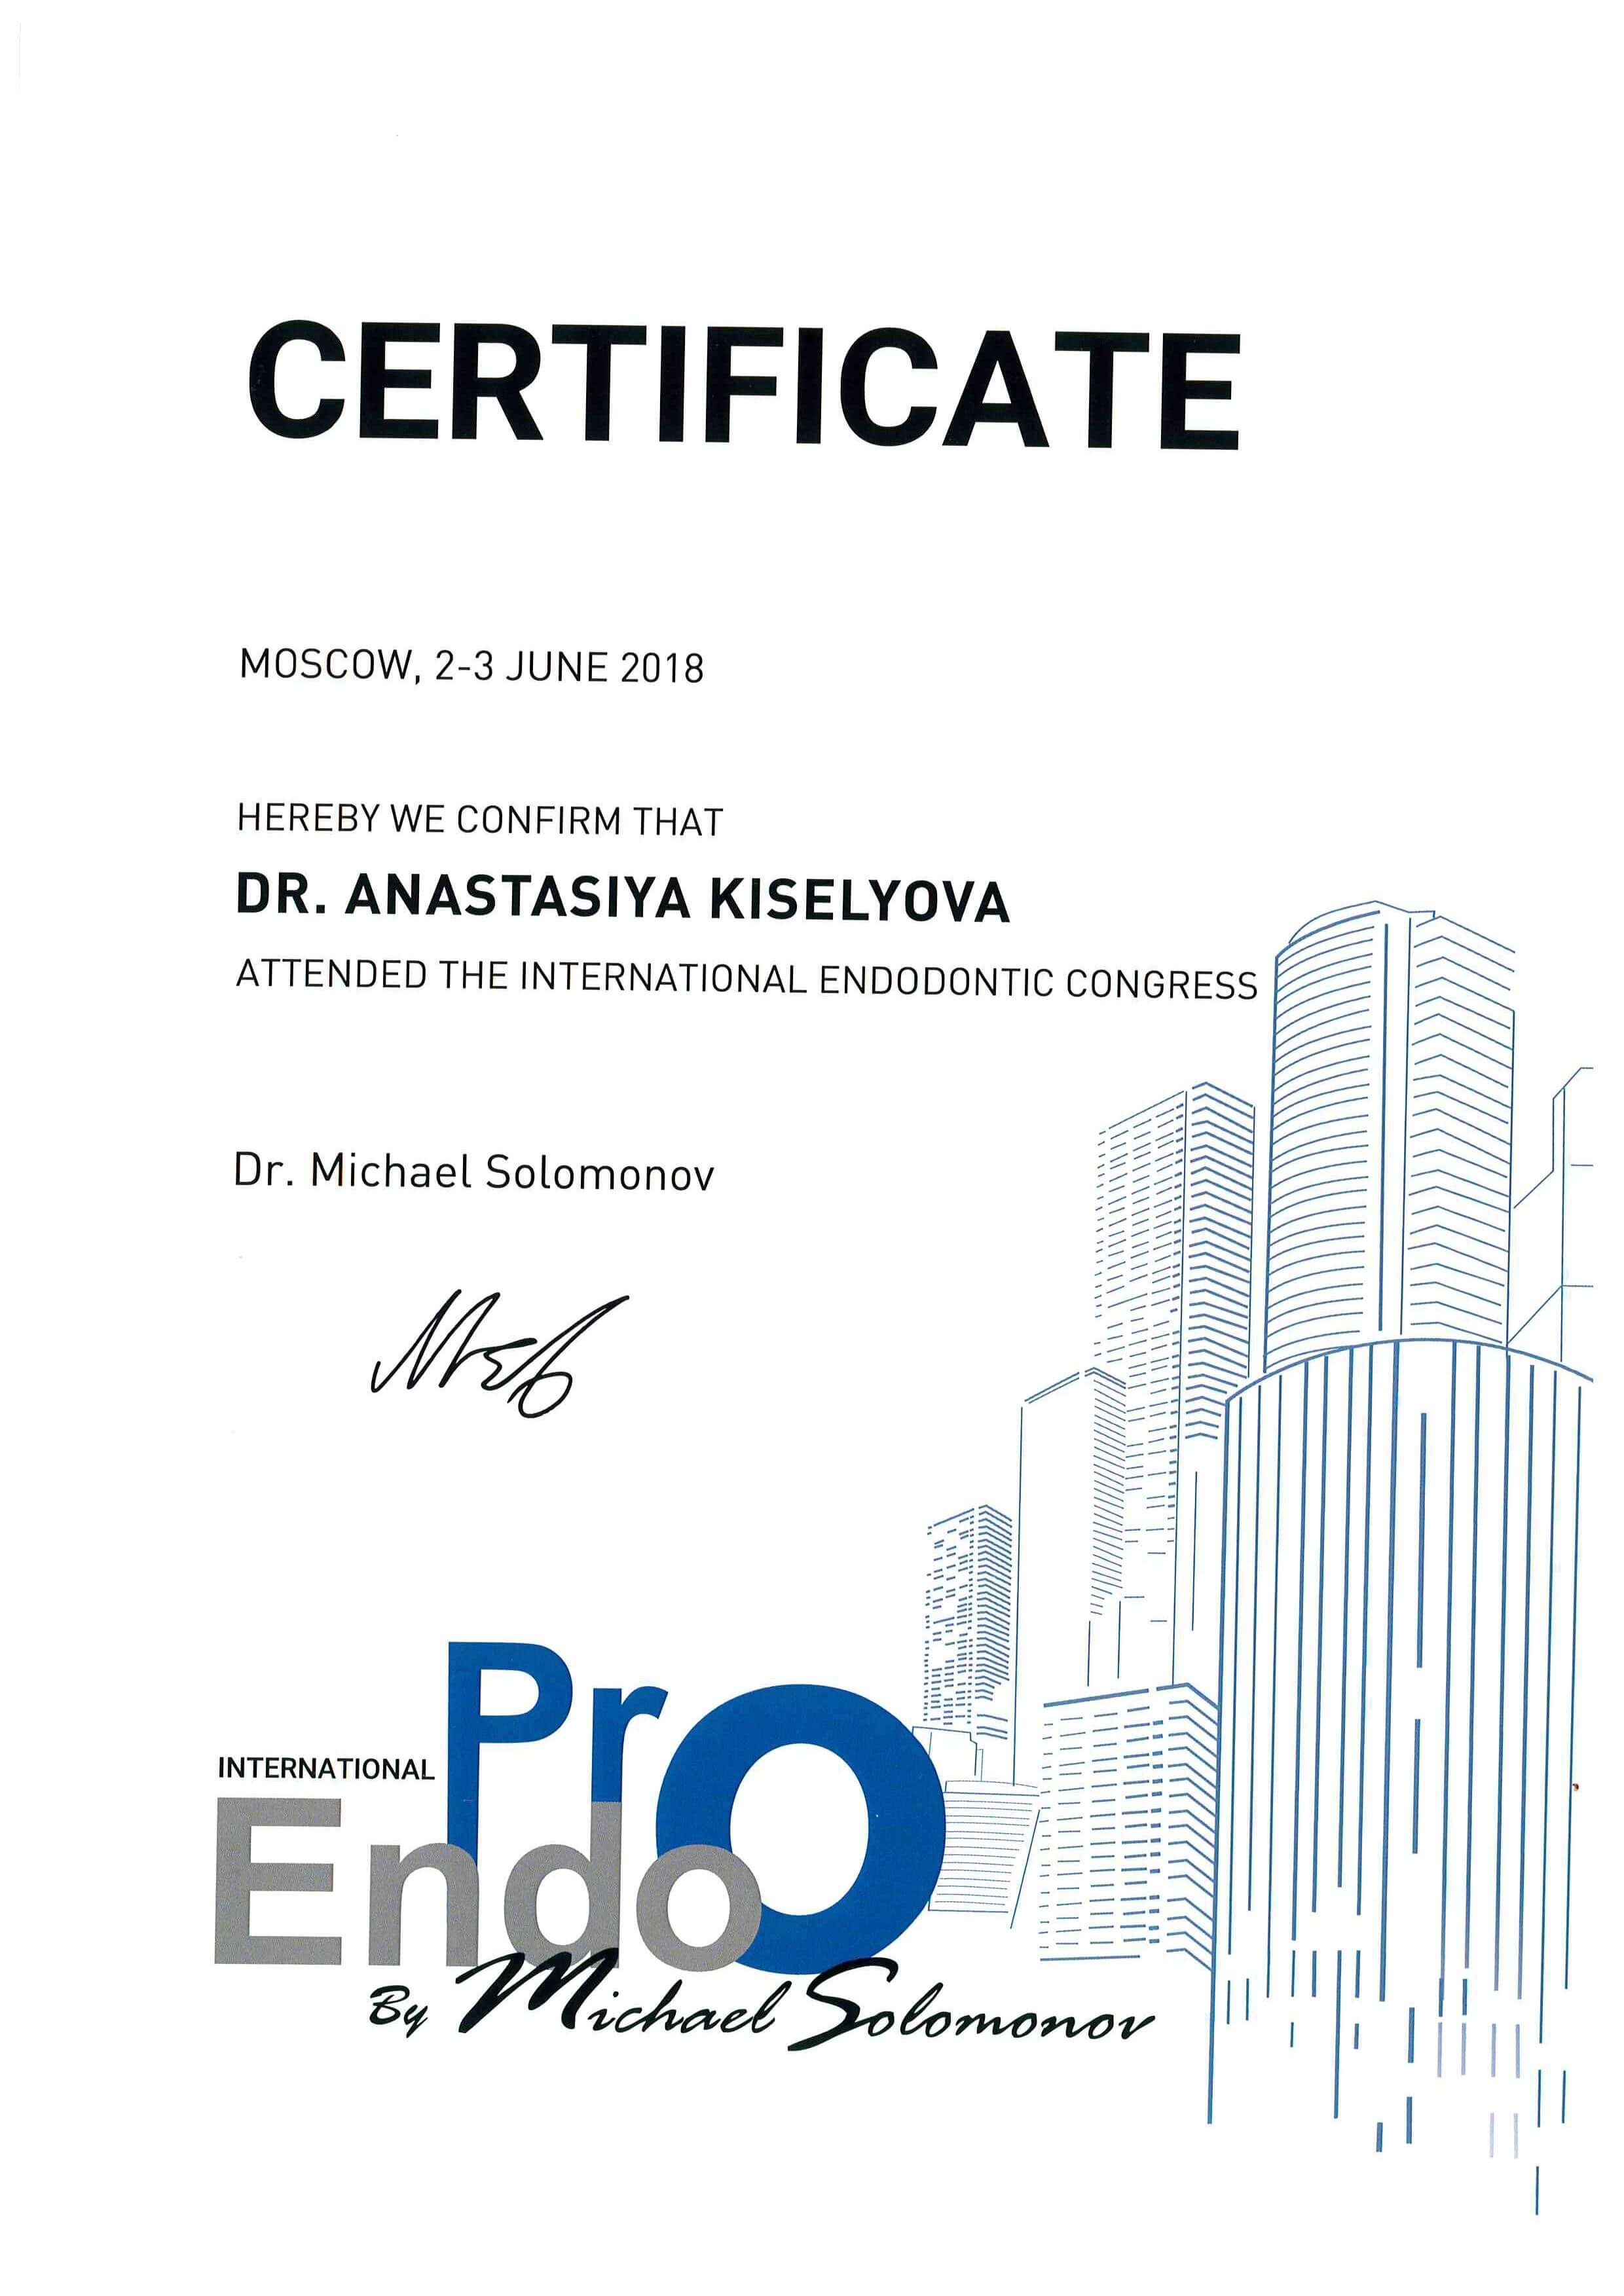 CERTIFICATE
MOSCOW, 2-3 JUNE 2018
HEREBY WE CONFIRM THAT
DR. ANASTASIYA KISELYOVA
ATTENDED THE INTERNATIONAL ENDODONTIC CONGRESS
Dr. Michael Solomonov
Pro
INTERNATIONAL
Endo
By Michael Solomonov